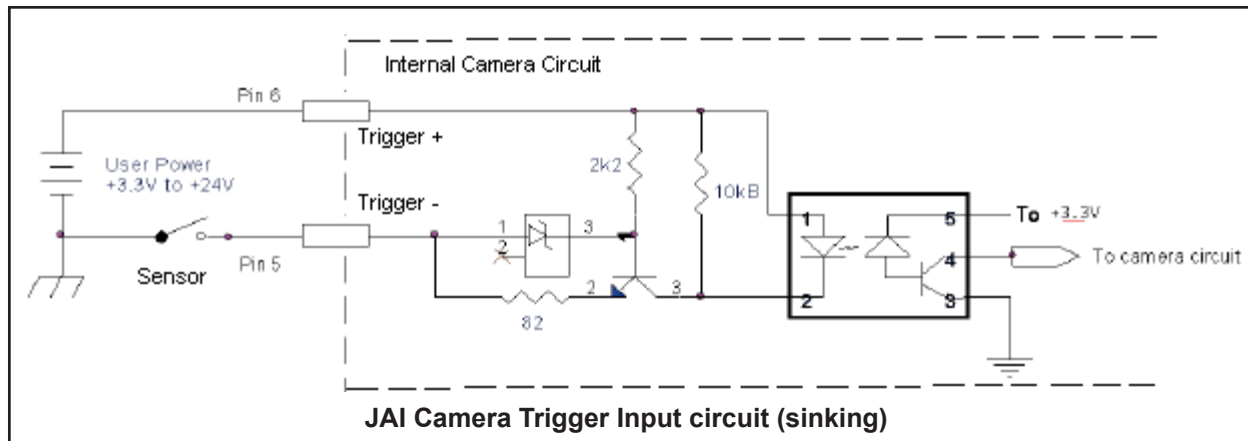 Internal Camera Circuit
Pin 6
Trigger +
User Power
+3.3V to +24V
2k2
10kB
Trigger -
1
2
3
1
Pin 5
Sensor
82
2
3
1
2
5
4
3
To +3.3V
To camera circuit
JAI Camera Trigger Input circuit (sinking)